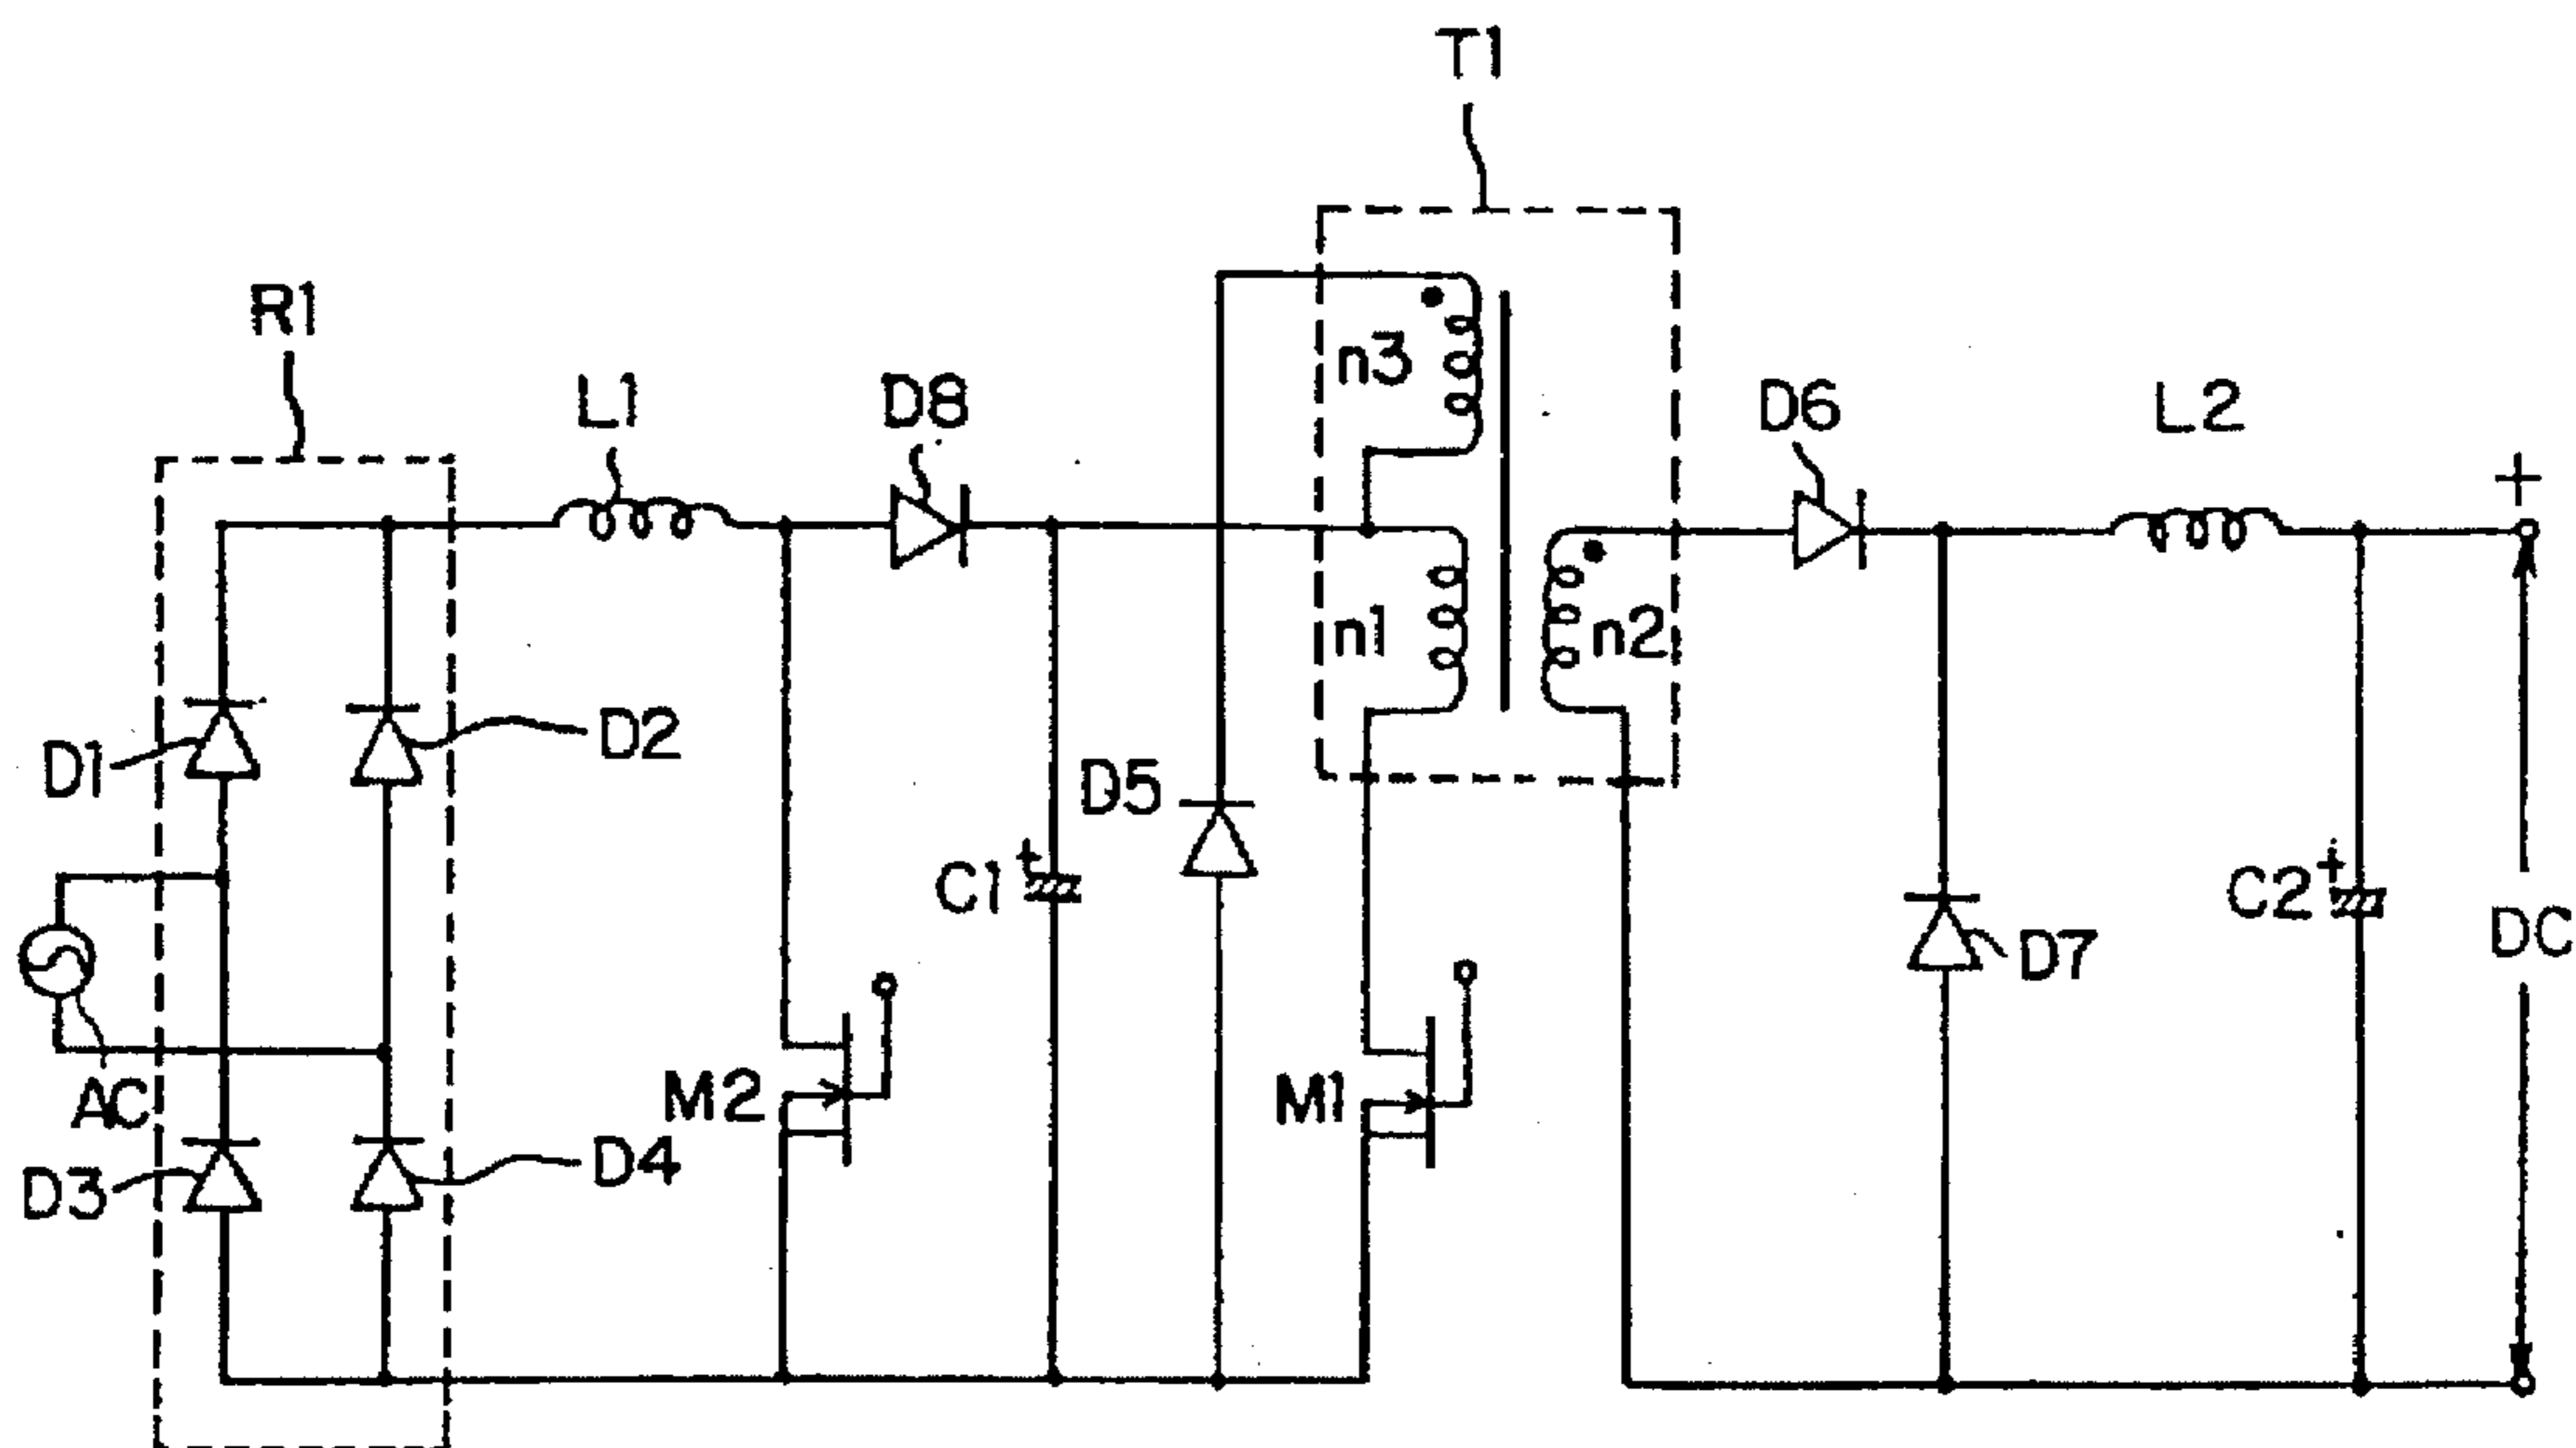 T1
R1
L1
D8
n3
D6
L2
+
n1
n2
D1
D2
D5
C1
+
C2
+
DC
D7
AC
M2
M1
D3
D4